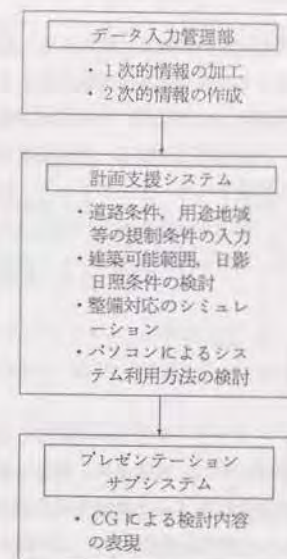 データ入力管理部
・1次的情報の加工
・2次的情報の作成
計画支援システム
・道路条件，用途地域
等の規制条件の入力
・建築可能範囲，日影
日照条件の検討
・整備対応のシミュレ
ーション
・パソコンによるシス
テム利用方法の検討
プレゼンテーション
サブシステム
・CGによる検討内容
の表現